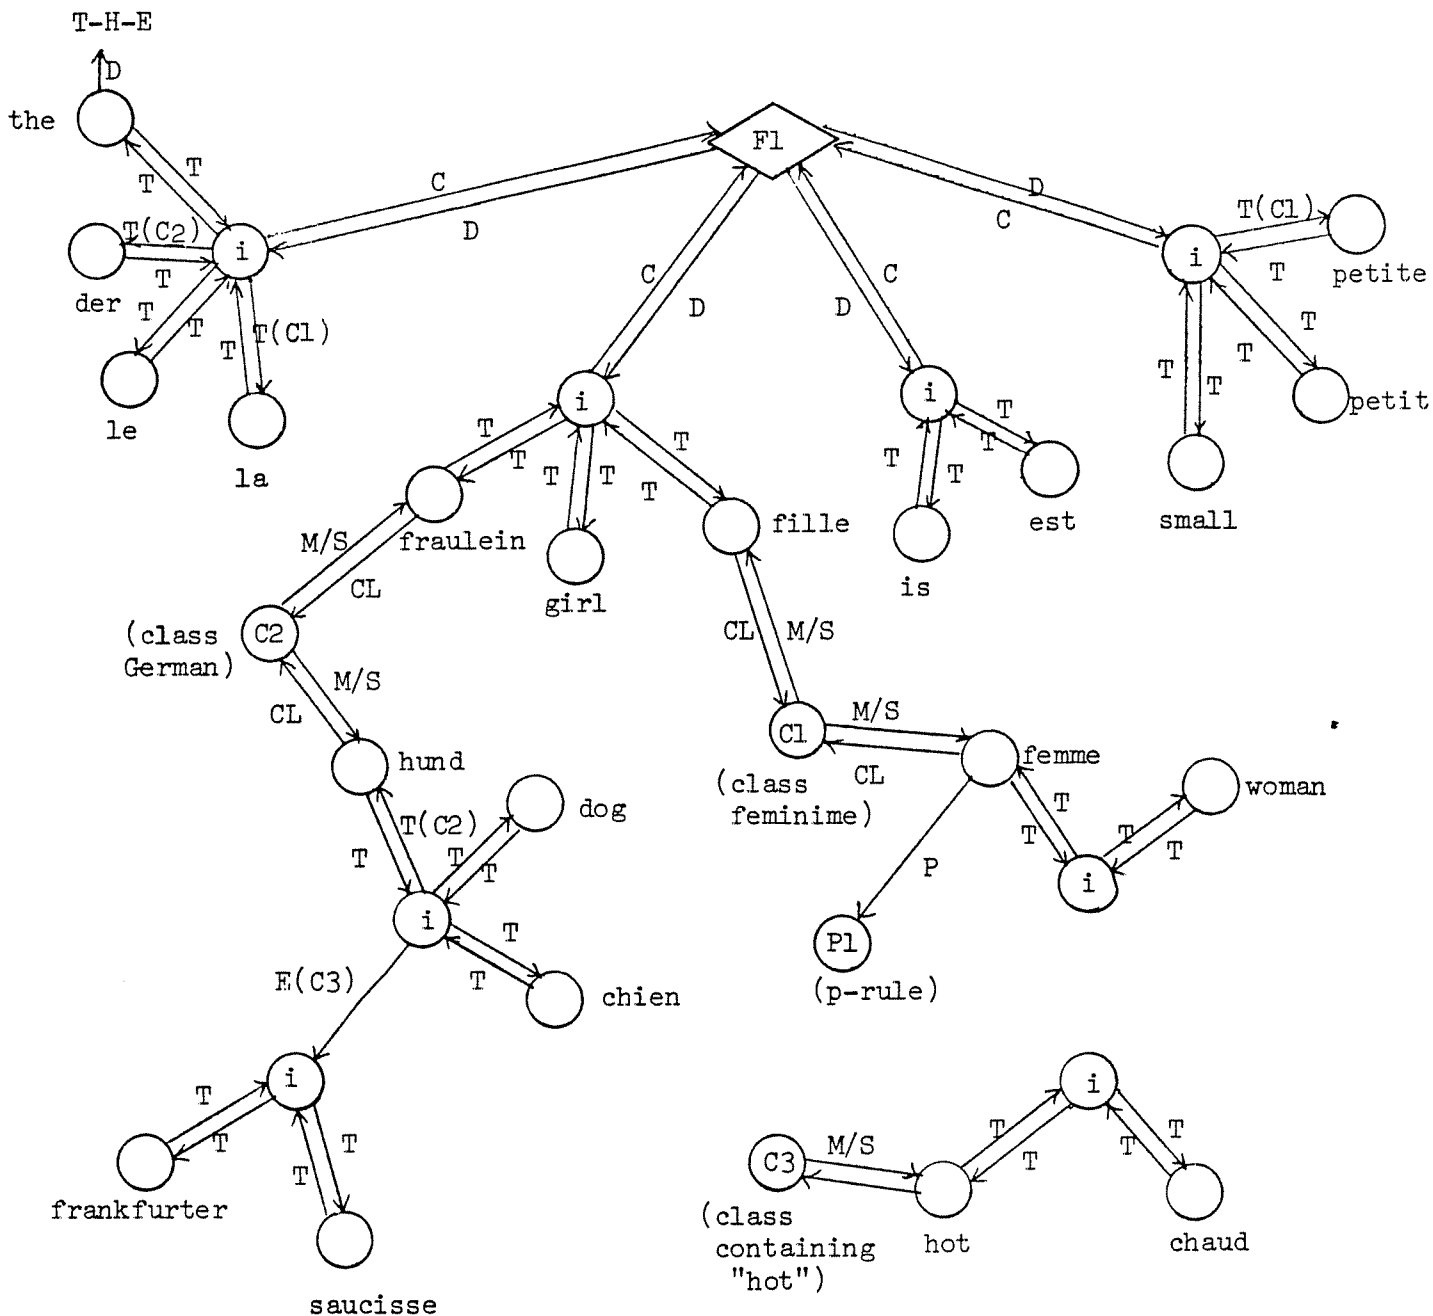 T-H-E
D
the
F1
T
T
C
D
D
C
T(C1)
T(C2)
i
i
T
petite
T
der
T
T
T
T(C1)
C
D
C
D
T
T
petit
le
la
i
i
T
T
T
T
T
T
T
T
T
T
T
T
fraulein
fille
est
small
M/S
CL
girl
is
(class
German)
C2
CL
M/S
M/S
CL
C1
M/S
CL
femme
(class
feminime)
hund
woman
dog
T(C2)
T
T
T
T
T
T
T
i
P
i
T
T
E(C3)
P1
(p-rule)
chien
i
T
T
T
T
i
C3
M/S
T
T
T
T
frankfurter
(class
containing
"hot")
hot
chaud
saucisse